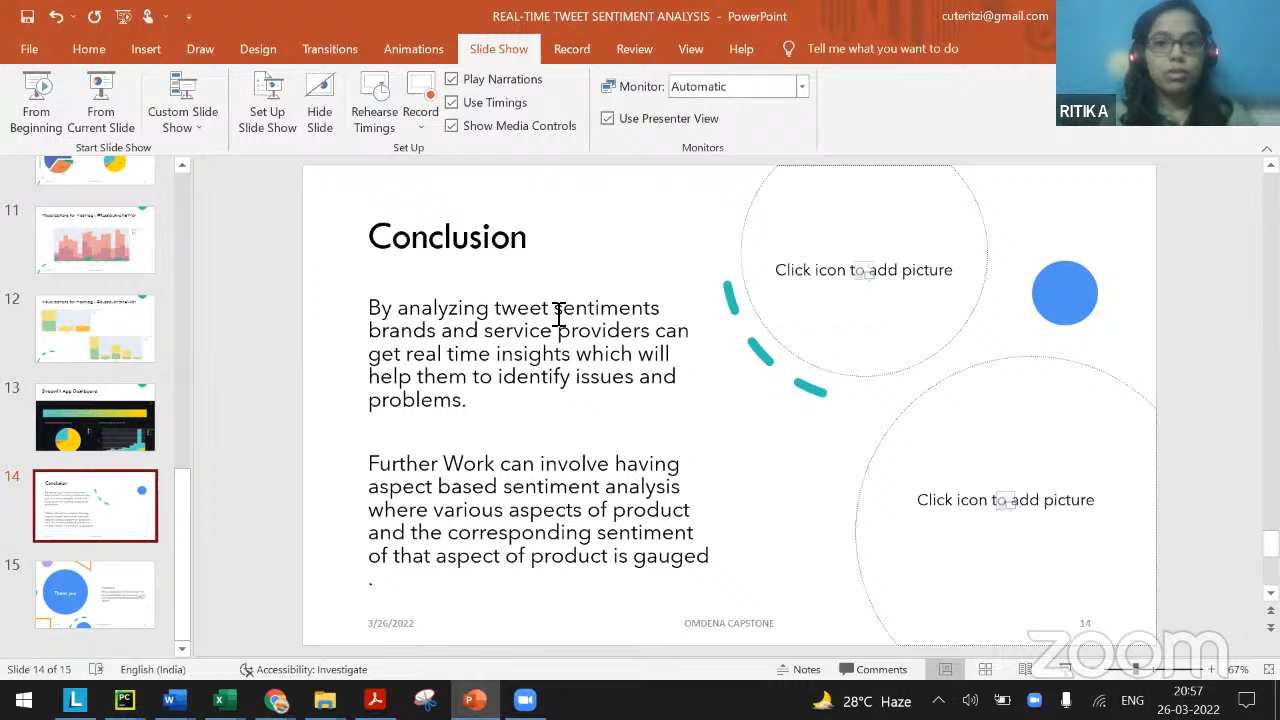 REAL-TIME TWEET SENTIMENT ANALYSIS - PowerPoint
cuteritzi@gmail.com
File Home Insert Draw Design Transitions Animations Slide Show Record Review View Help Tell me what you want to do
From Beginning
From Current Slide
Custom Slide Show
Set Up Slide Show
Hide Slide
Rehearse Timings
Record
Play Narrations
Use Timings
Show Media Controls
Monitor: Automatic
Use Presenter View
Start Slide Show
Set Up
Monitors
RITIKA
11
12
13
Streamlit App Dashboard
14
Conclusion
15
Thank you
Conclusion
By analyzing tweet sentiments
brands and service providers can
get real time insights which will
help them to identify issues and
problems.
Further Work can involve having
aspect based sentiment analysis
where various aspects of product
and the corresponding sentiment
of that aspect of product is gauged
.
Click icon to add picture
Click icon to add picture
3/26/2022
OMDENA CAPSTONE
14
zoom
Slide 14 of 15
English (India)
Accessibility: Investigate
Notes
Comments
67%
28°C Haze
ENG
20:57
26-03-2022